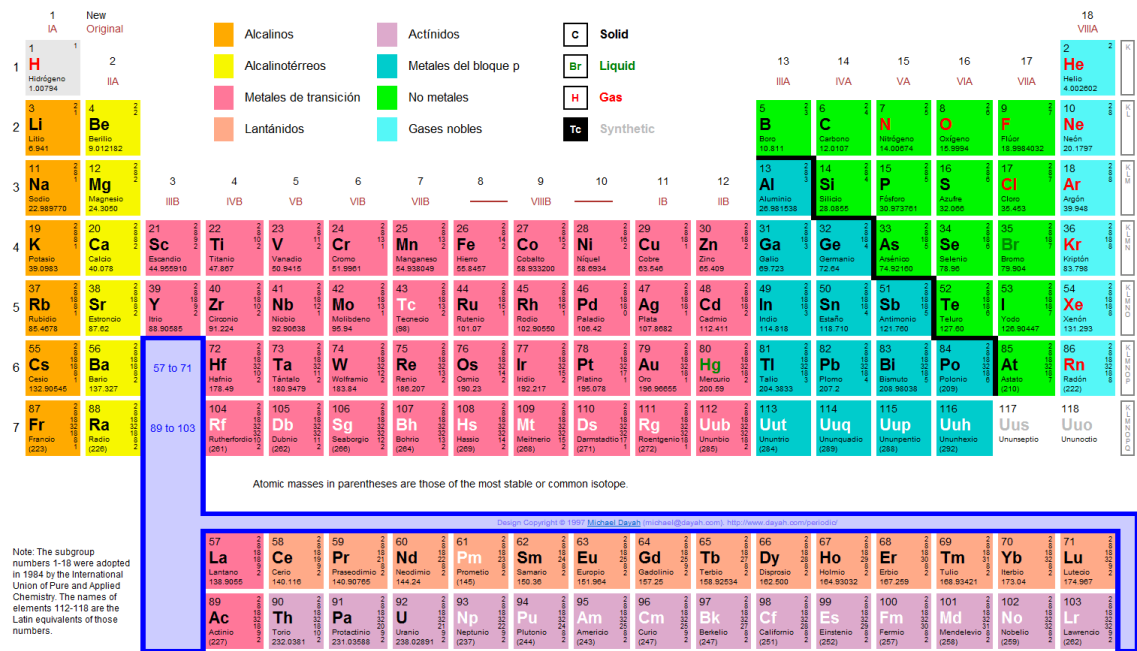 1 New 18
IA Original VIIIA
Alcalinos Actínidos C Solid
Alcalinotérreos Metales del bloque p Br Liquid
Metales de transición No metales H Gas
Lantánidos Gases nobles Tc Synthetic
1 2 13 14 15 16 17
IIA IIIA IVA VA VIA VIIA
1 2
H He K
Hidrógeno Helio
1.00794 4.002602
2
3 4 5 6 7 8 9 10
Li Be B C N O F Ne K L
Litio Berilio Boro Carbono Nitrógeno Oxígeno Flúor Neón
6.941 9.012182 10.811 12.0107 14.00674 15.9994 18.9984032 20.1797
3
11 12 13 14 15 16 17 18
Na Mg Al Si P S Cl Ar K L M
Sodio Magnesio Aluminio Silicio Fósforo Azufre Cloro Argón
22.989770 24.3050 26.981538 28.0855 30.973761 32.066 35.453 39.948
3 4 5 6 7 8 9 10 11 12
IIIB IVB VB VIB VIIB VIIIB IB IIB
4
19 20 21 22 23 24 25 26 27 28 29 30 31 32 33 34 35 36
K Ca Sc Ti V Cr Mn Fe Co Ni Cu Zn Ga Ge As Se Br Kr K L M N
Potasio Calcio Escandio Titanio Vanadio Cromo Manganeso Hierro Cobalto Níquel Cobre Zinc Galio Germanio Arsénico Selenio Bromo Kriptón
39.0983 40.078 44.955910 47.867 50.9415 51.9961 54.938049 55.8457 58.933200 58.6934 63.546 65.409 69.723 72.64 74.92160 78.96 79.904 83.798
5
37 38 39 40 41 42 43 44 45 46 47 48 49 50 51 52 53 54
Rb Sr Y Zr Nb Mo Tc Ru Rh Pd Ag Cd In Sn Sb Te I Xe K L M N O
Rubidio Estroncio Itrio Circonio Niobio Molibdeno Tecnecio Rutenio Rodio Paladio Plata Cadmio Indio Estaño Antimonio Teluro Yodo Xenón
85.4678 87.62 88.90585 91.224 92.90638 95.94 (98) 101.07 102.90550 106.42 107.8682 112.411 114.818 118.710 121.760 127.60 126.90447 131.293
6
55 56 57 to 71 72 73 74 75 76 77 78 79 80 81 82 83 84 85 86
Cs Ba Hf Ta W Re Os Ir Pt Au Hg Tl Pb Bi Po At Rn K L M N O P
Cesio Bario Hafnio Tántalo Wolframio Renio Osmio Iridio Platino Oro Mercurio Talio Plomo Bismuto Polonio Astato Radón
132.90545 137.327 178.49 180.9479 183.84 186.207 190.23 192.217 195.078 196.96655 200.59 204.3833 207.2 208.98038 (209) (210) (222)
7
87 88 89 to 103 104 105 106 107 108 109 110 111 112 113 114 115 116 117 118
Fr Ra Rf Db Sg Bh Hs Mt Ds Rg Uub Uut Uuq Uup Uuh Uus Uuo K L M N O P Q
Francio Radio Rutherfordio Dubnio Seaborgio Bohrio Hassio Meitnerio Darmstadtio Roentgenio Ununbio Ununtrio Ununquadio Ununpentio Ununhexio Ununseptio Ununoctio
(223) (226) (261) (262) (266) (264) (269) (268) (271) (272) (285) (284) (289) (288) (292)
Atomic masses in parentheses are those of the most stable or common isotope.
Design Copyright © 1997 Michael Dayah (michael@dayah.com). http://www.dayah.com/periodic/
Note: The subgroup
numbers 1-18 were adopted
in 1984 by the International
Union of Pure and Applied
Chemistry. The names of
elements 112-118 are the
Latin equivalents of those
numbers.
57 58 59 60 61 62 63 64 65 66 67 68 69 70 71
La Ce Pr Nd Pm Sm Eu Gd Tb Dy Ho Er Tm Yb Lu
Lantano Cerio Praseodimio Neodimio Prometio Samario Europio Gadolinio Terbio Disprosio Holmio Erbio Tulio Iterbio Lutecio
138.9055 140.116 140.90765 144.24 (145) 150.36 151.964 157.25 158.92534 162.500 164.93032 167.259 168.93421 173.04 174.967
89 90 91 92 93 94 95 96 97 98 99 100 101 102 103
Ac Th Pa U Np Pu Am Cm Bk Cf Es Fm Md No Lr
Actinio Torio Protactinio Uranio Neptunio Plutonio Americio Curio Berkelio Californio Einstenio Fermio Mendelevio Nobelio Lawrencio
(227) 232.0381 231.03588 238.02891 (237) (244) (243) (247) (247) (251) (252) (257) (258) (259) (262)